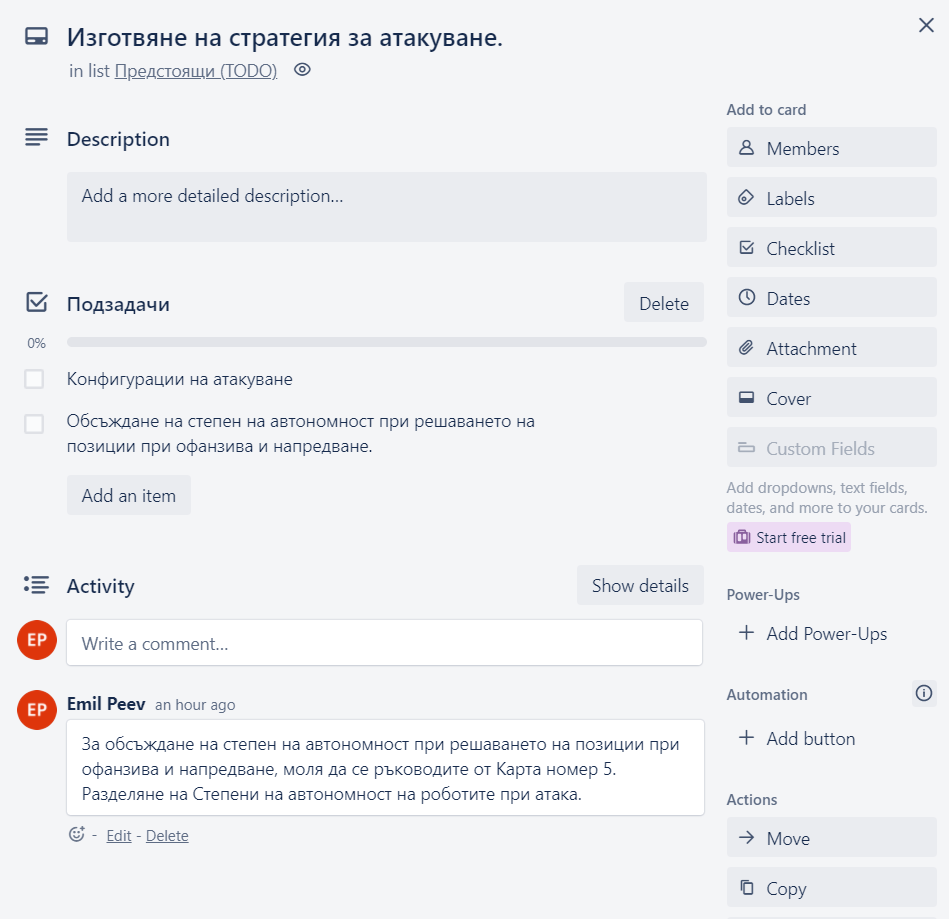 Изготвяне на стратегия за атакуване.
in list Предстоящи (TODO)
Description
Add a more detailed description...
Подзадачи
Delete
0%
Конфигурации на атакуване
Обсъждане на степен на автономност при решаването на
позиции при офанзива и напредване.
Add an item
Activity
Show details
EP
Write a comment...
EP
Emil Peev an hour ago
За обсъждане на степен на автономност при решаването на позиции при
офанзива и напредване, моля да се ръководите от Карта номер 5.
Разделяне на Степени на автономност на роботите при атака.
- Edit - Delete
Add to card
Members
Labels
Checklist
Dates
Attachment
Cover
Custom Fields
Add dropdowns, text fields,
dates, and more to your cards.
Start free trial
Power-Ups
Add Power-Ups
Automation
Add button
Actions
Move
Copy